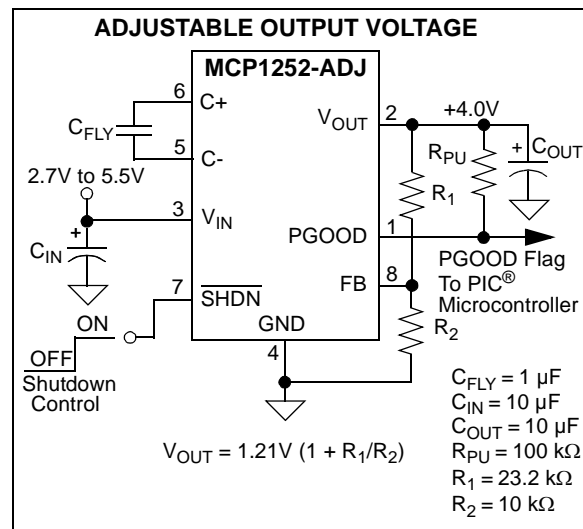 ADJUSTABLE OUTPUT VOLTAGE
MCP1252-ADJ
6
C+
CFLY
5
C-
VOUT
2
+4.0V
RPU
+
COUT
R1
2.7V to 5.5V
+
CIN
3
VIN
PGOOD
1
PGOOD Flag
To PIC®
Microcontroller
FB
8
7
SHDN
R2
GND
4
ON
OFF
Shutdown
Control
CFLY = 1 µF
CIN = 10 µF
COUT = 10 µF
RPU = 100 kΩ
R1 = 23.2 kΩ
R2 = 10 kΩ
VOUT = 1.21V (1 + R1/R2)